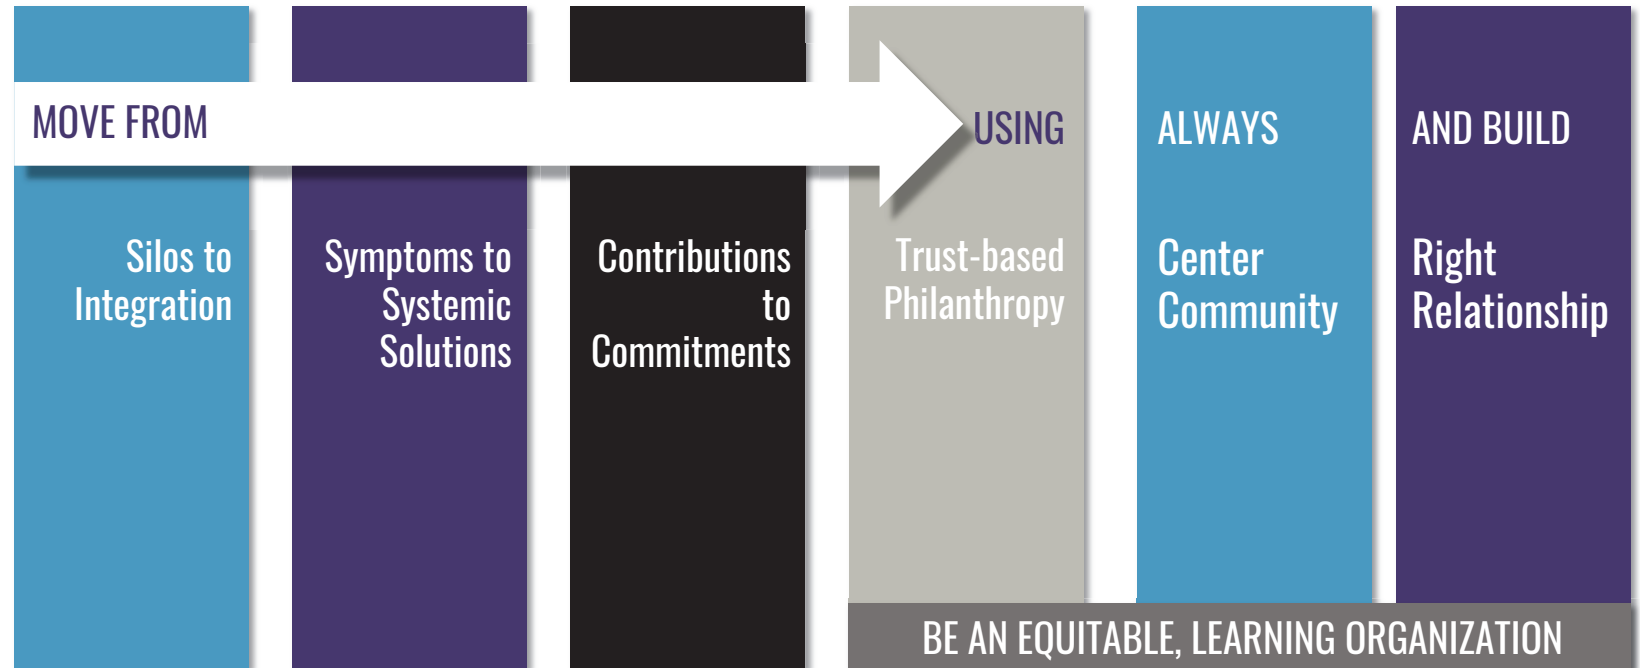 MOVE FROM
Silos to
Integration
Symptoms to
Systemic
Solutions
Contributions
to
Commitments
USING
Trust-based
Philanthropy
ALWAYS
Center
Community
AND BUILD
Right
Relationship
BE AN EQUITABLE, LEARNING ORGANIZATION